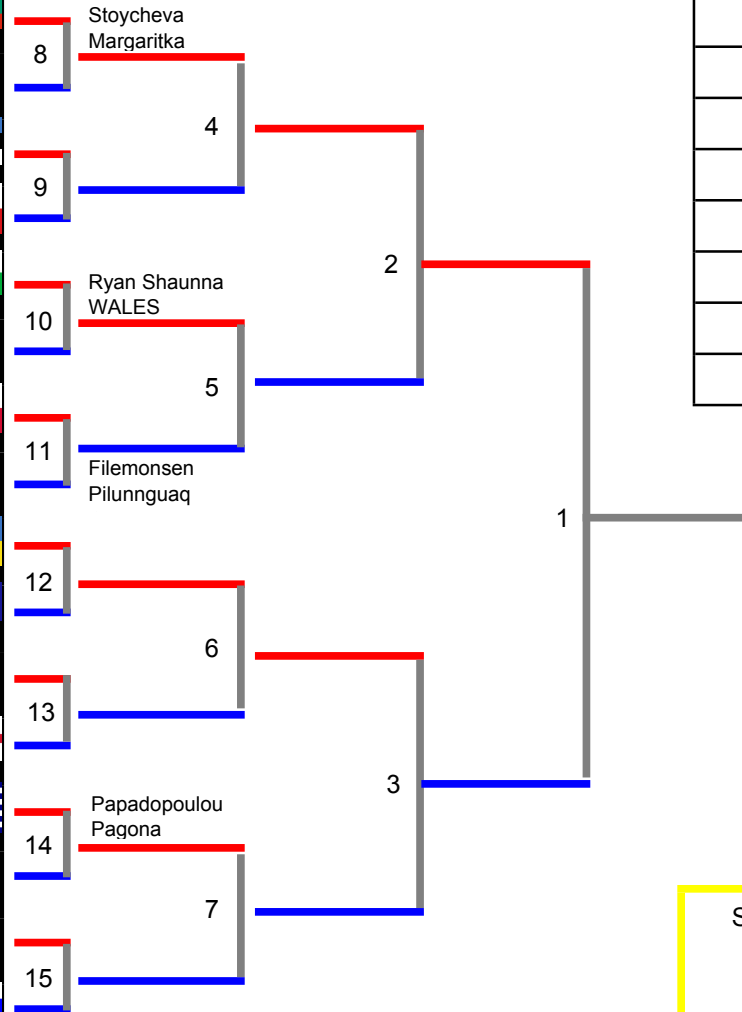 Stoycheva
Margaritka
8
4
9
2
Ryan Shaunna
WALES
10
5
11
Filemonsen
Pilunnguaq
1
12
6
13
3
Papadopoulou
Pagona
14
7
S
15